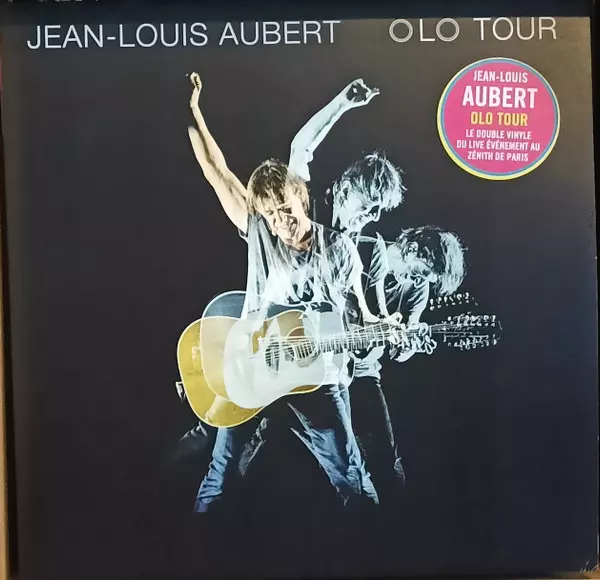 JEAN-LOUIS AUBERT OLO TOUR
JEAN-LOUIS
AUBERT
OLO TOUR
LE DOUBLE VINYLE
DU LIVE ÉVÉNEMENT AU
ZÉNITH DE PARIS